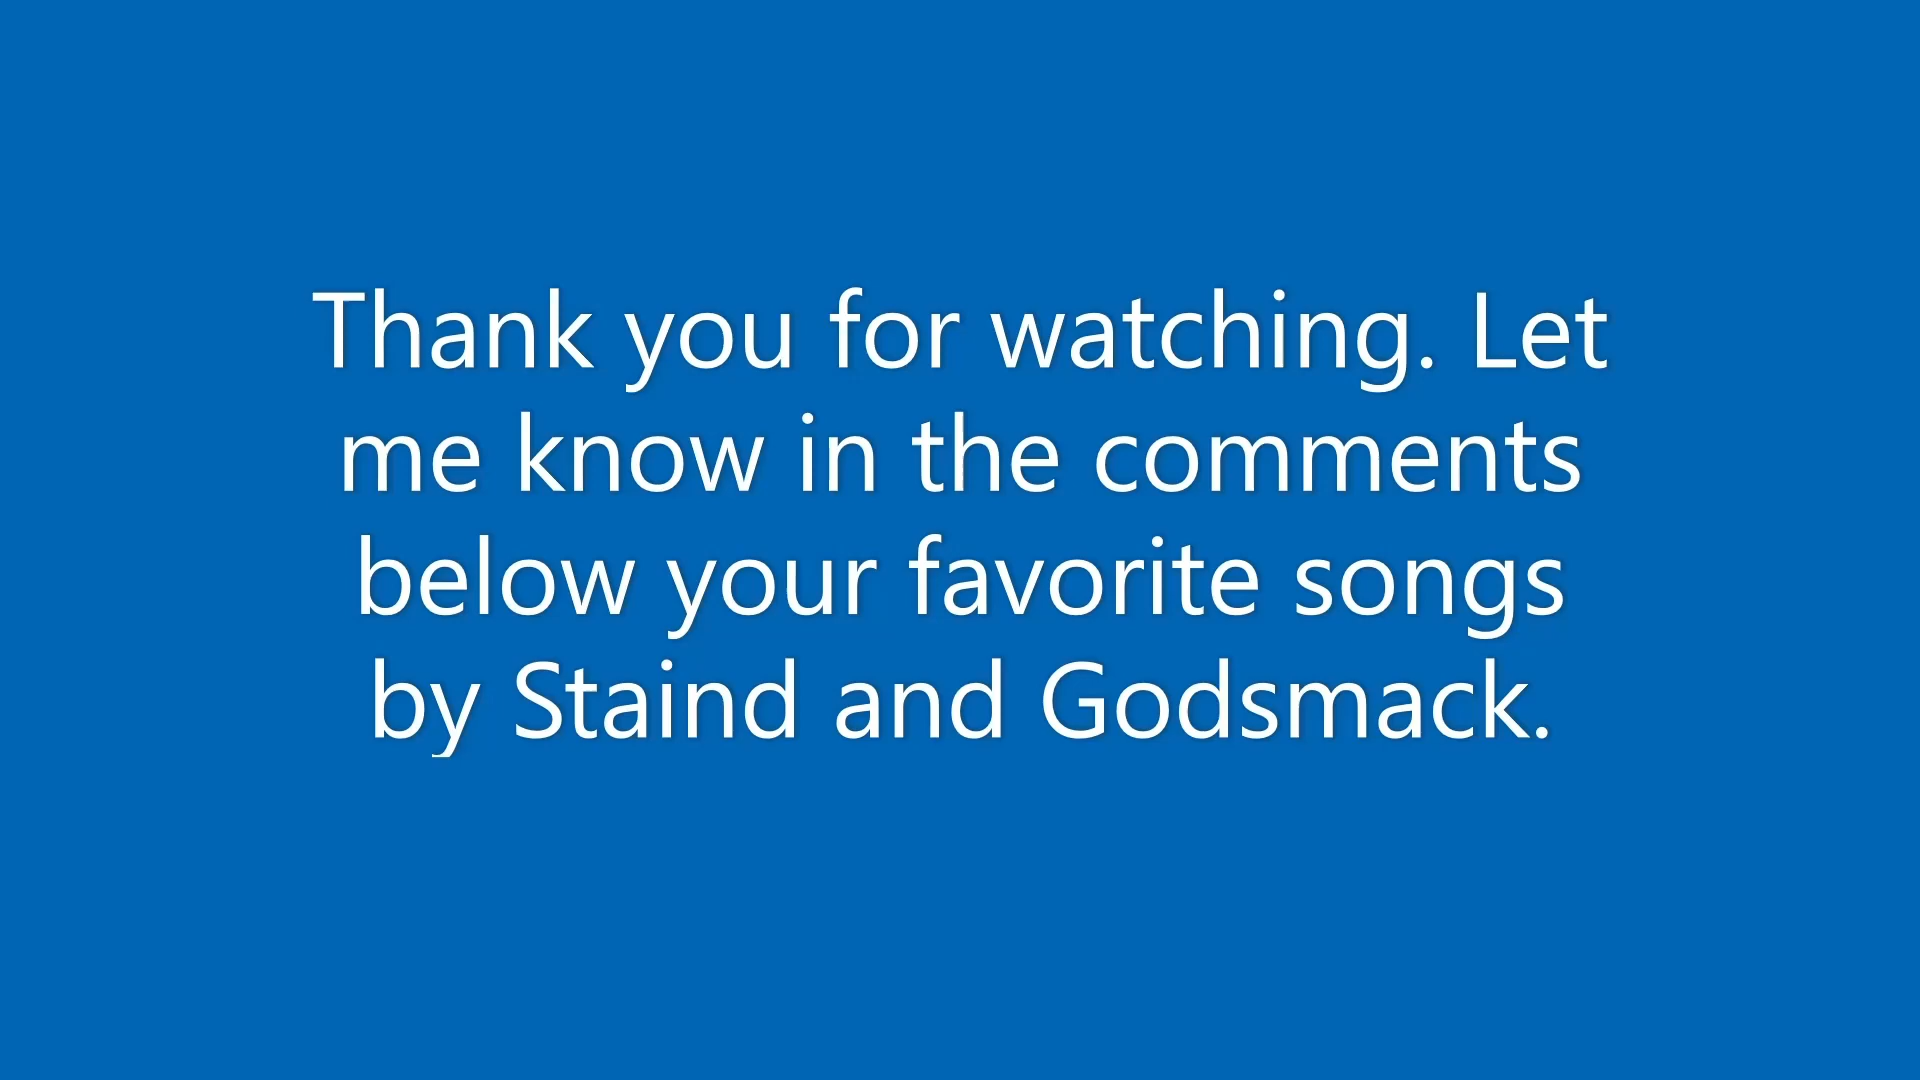 Thank you for watching. Let
me know in the comments
below your favorite songs
by Staind and Godsmack.